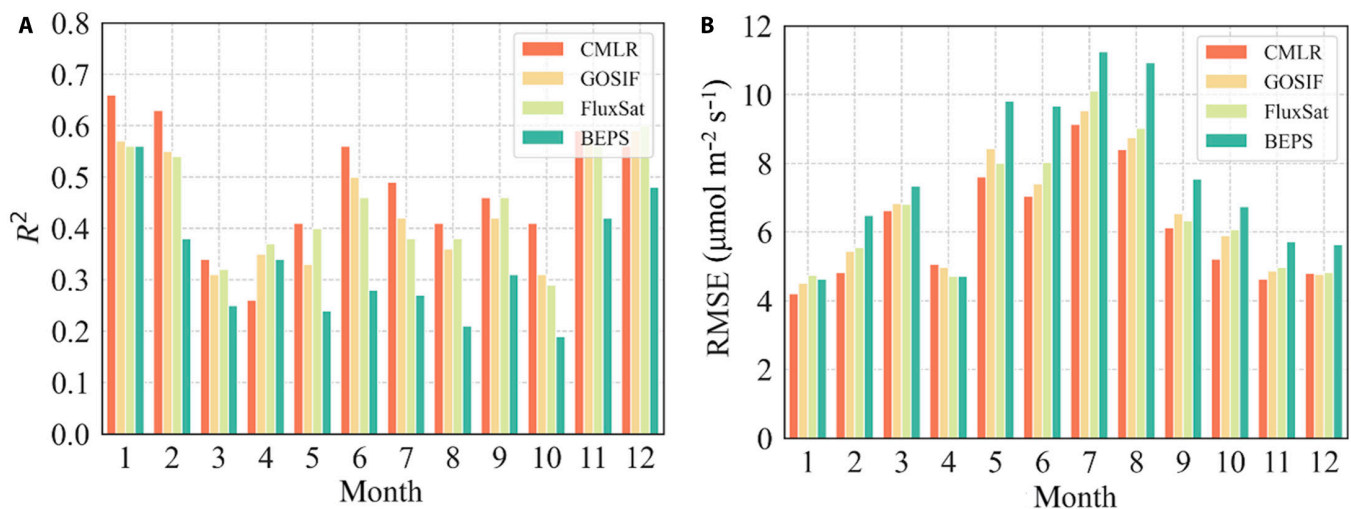 A
R²
0.8
0.7
0.6
0.5
0.4
0.3
0.2
0.1
0.0
CMLR
GOSIF
FluxSat
BEPS
1 2 3 4 5 6 7 8 9 10 11 12
Month
B
RMSE (μmol m⁻² s⁻¹)
12
10
8
6
4
2
0
CMLR
GOSIF
FluxSat
BEPS
1 2 3 4 5 6 7 8 9 10 11 12
Month